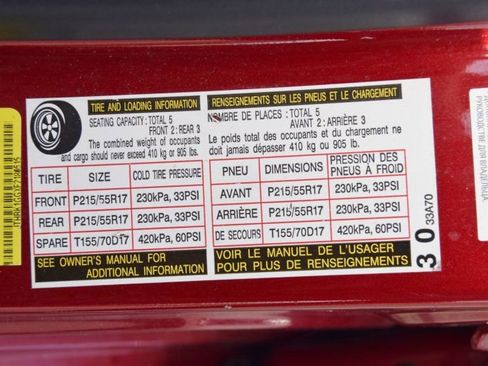 TIRE AND LOADING INFORMATION
SEATING CAPACITY: TOTAL 5
FRONT 2: REAR 3
The combined weight of occupants
and cargo should never exceed 410 kg or 905 lb.
TIRE SIZE COLD TIRE PRESSURE
FRONT P215/55R17 230kPa, 33PSI
REAR P215/55R17 230kPa, 33PSI
SPARE T155/70D17 420kPa, 60PSI
SEE OWNER'S MANUAL FOR
ADDITIONAL INFORMATION
RENSEIGNEMENTS SUR LES PNEUS ET LE CHARGEMENT
NOMBRE DE PLACES: TOTAL 5
AVANT 2: ARRIÈRE 3
Le poids total des occupants et du chargement ne
doit jamais dépasser 410 kg ou 905 lb.
PNEU DIMENSIONS PRESSION DES
PNEUS À FROID
AVANT P215/55R17 230kPa, 33PSI
ARRIÈRE P215/55R17 230kPa, 33PSI
DE SECOURS T155/70D17 420kPa, 60PSI
VOIR LE MANUEL DE L'USAGER
POUR PLUS DE RENSEIGNEMENTS
30 33A70